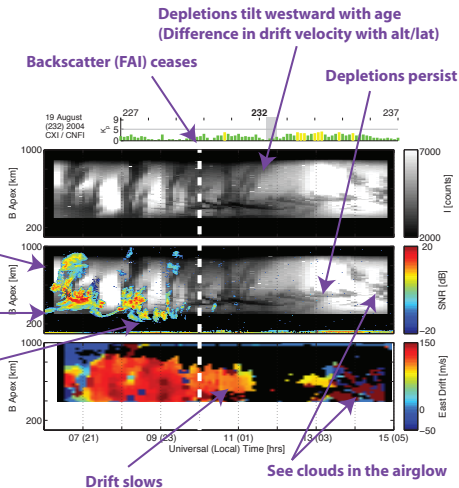 Depletions tilt westward with age
(Difference in drift velocity with alt/lat)
Backscatter (FAI) ceases
Depletions persist
19 August
(232) 2004
CXI / CNFI
Kp
9
5
0
227
232
237
1000
200
B Apex [km]
7000
2000
I [counts]
1000
200
B Apex [km]
20
−20
SNR [dB]
1000
200
B Apex [km]
150
0
−50
East Drift [m/s]
07 (21)
09 (23)
11 (01)
13 (03)
15 (05)
Universal (Local) Time [hrs]
Drift slows
See clouds in the airglow